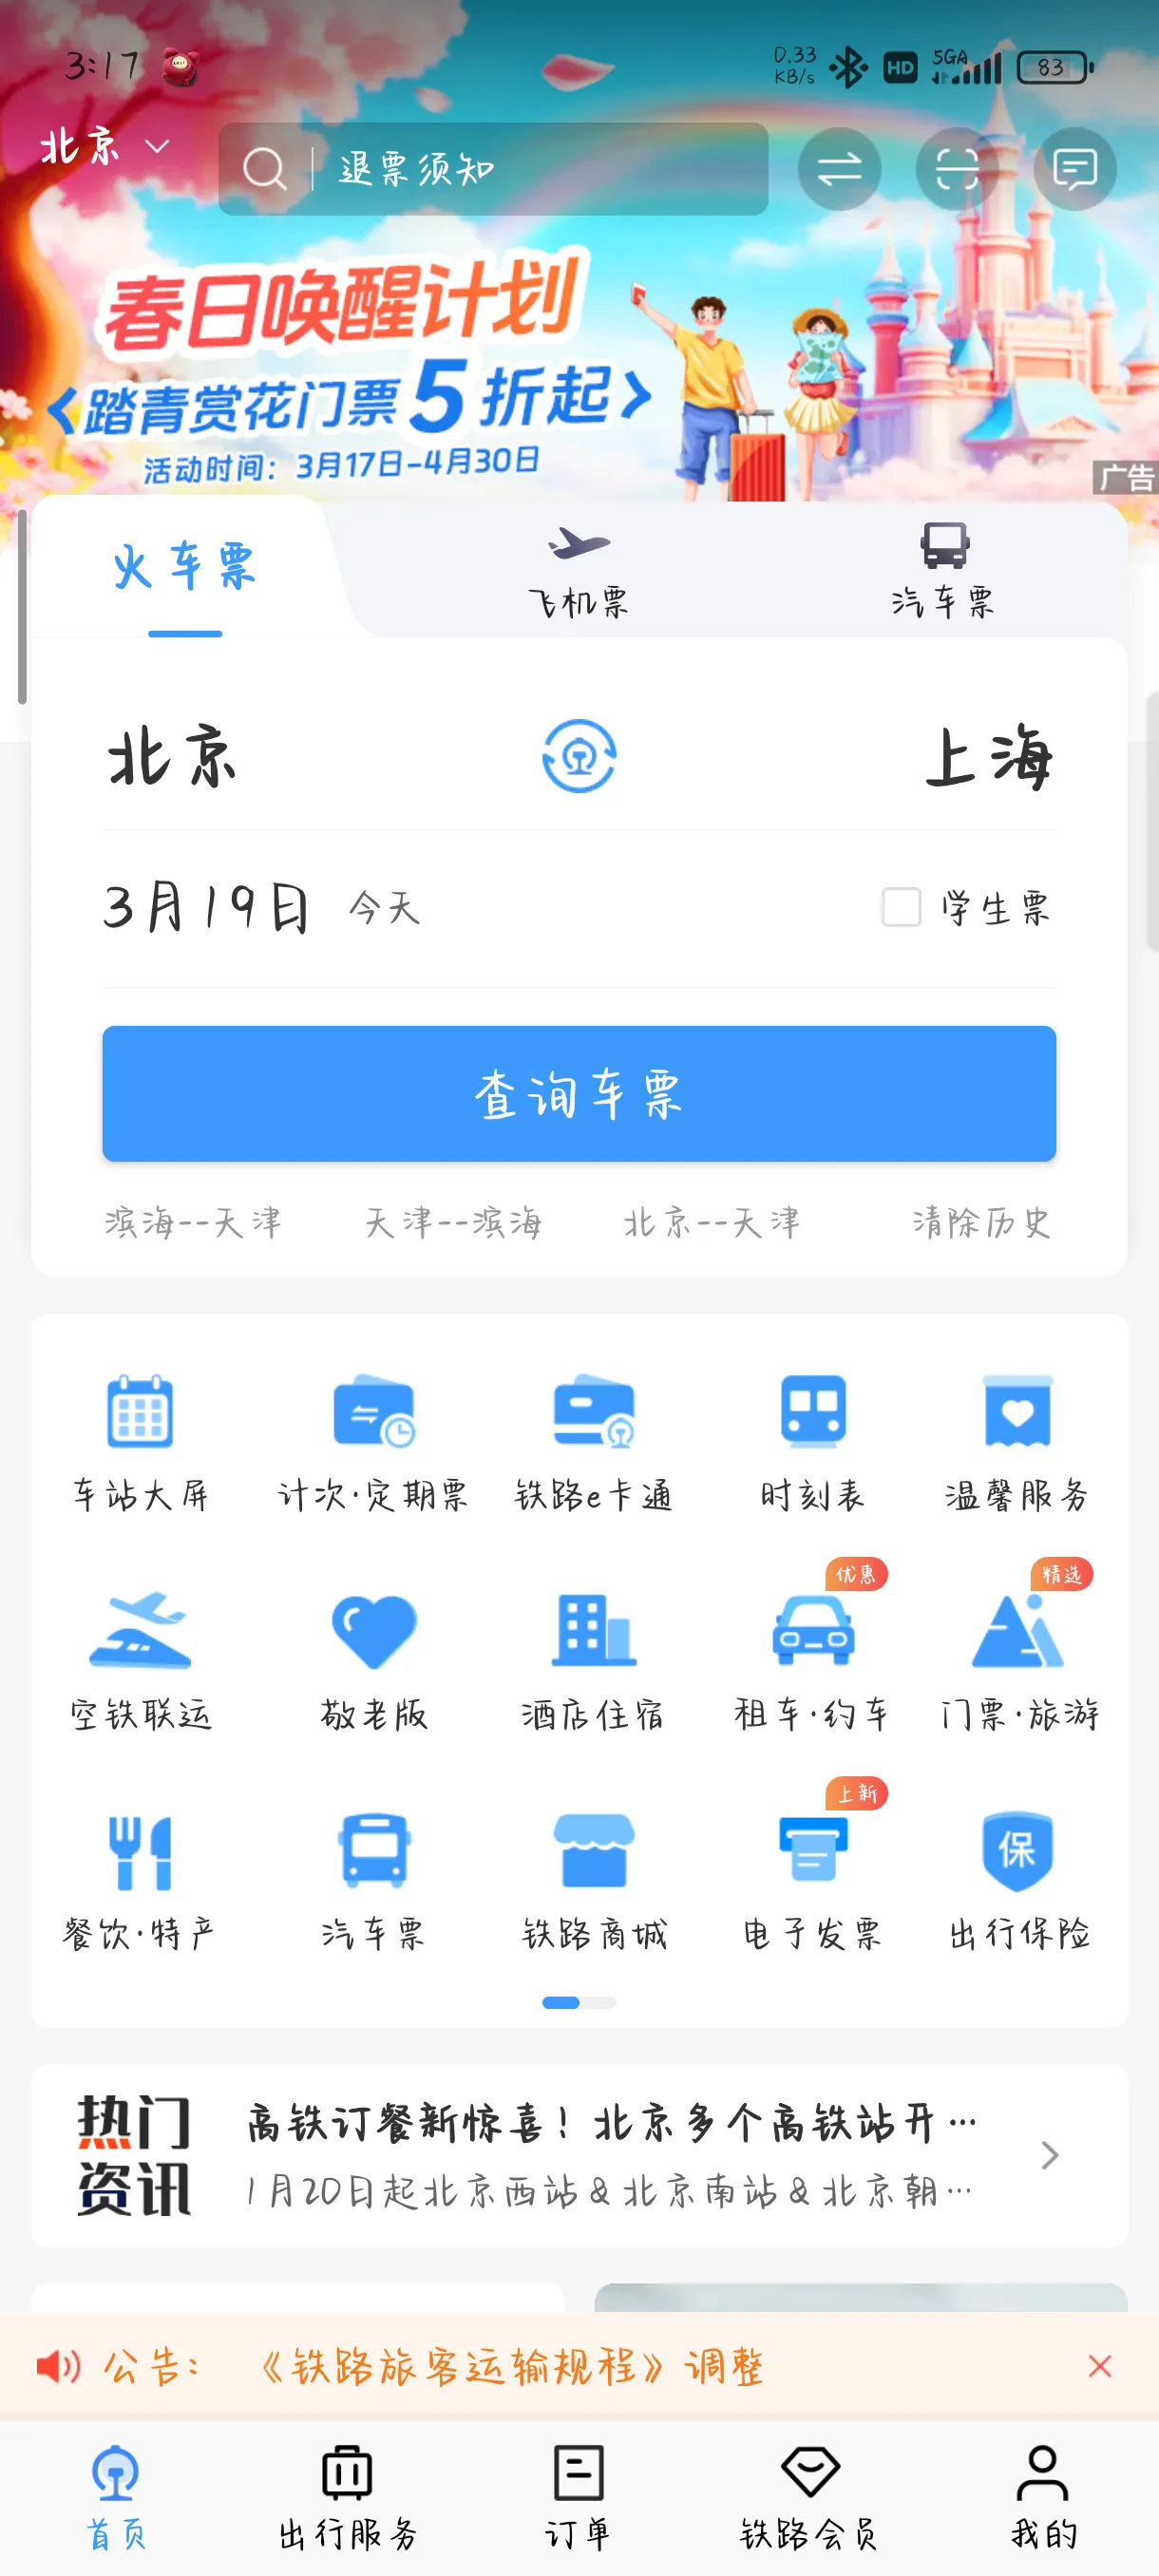 3:17
0.33
KB/s
HD
5GA
83
北京
退票须知
春日唤醒计划
踏青赏花门票5折起
活动时间：3月17日-4月30日
广告
火车票
飞机票
汽车票
北京
上海
3月19日 今天
学生票
查询车票
滨海--天津
天津--滨海
北京--天津
清除历史
车站大屏
计次·定期票
铁路e卡通
时刻表
温馨服务
优惠
精选
空铁联运
敬老版
酒店住宿
租车·约车
门票·旅游
上新
保
餐饮·特产
汽车票
铁路商城
电子发票
出行保险
热门
资讯
高铁订餐新惊喜！北京多个高铁站开…
1月20日起北京西站&北京南站&北京朝…
公告： 《铁路旅客运输规程》调整
首页
出行服务
订单
铁路会员
我的